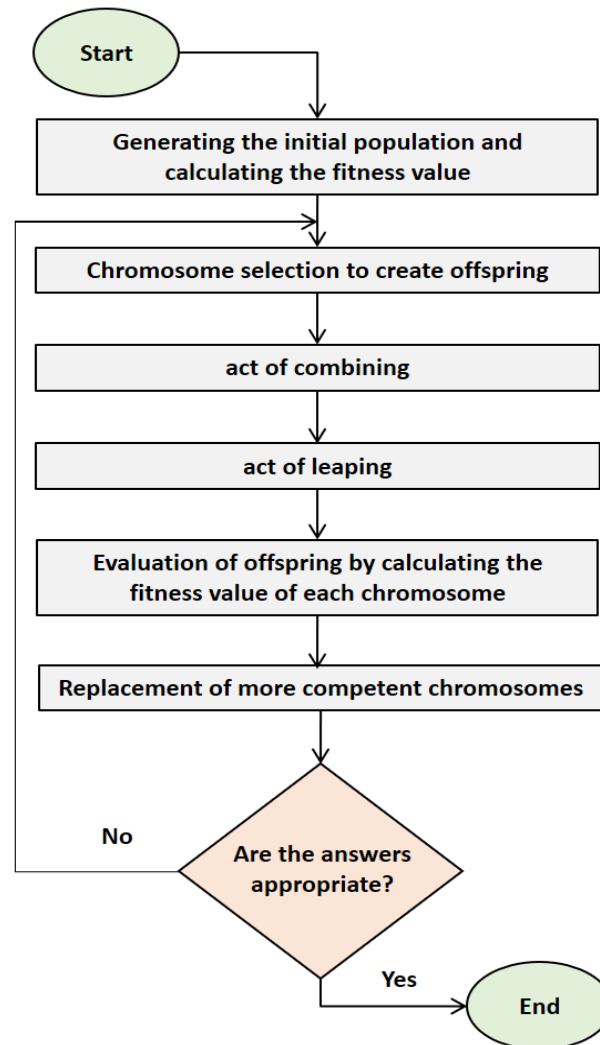 Start
Generating the initial population and
calculating the fitness value
Chromosome selection to create offspring
act of combining
act of leaping
Evaluation of offspring by calculating the
fitness value of each chromosome
Replacement of more competent chromosomes
No
Are the answers
appropriate?
Yes
End